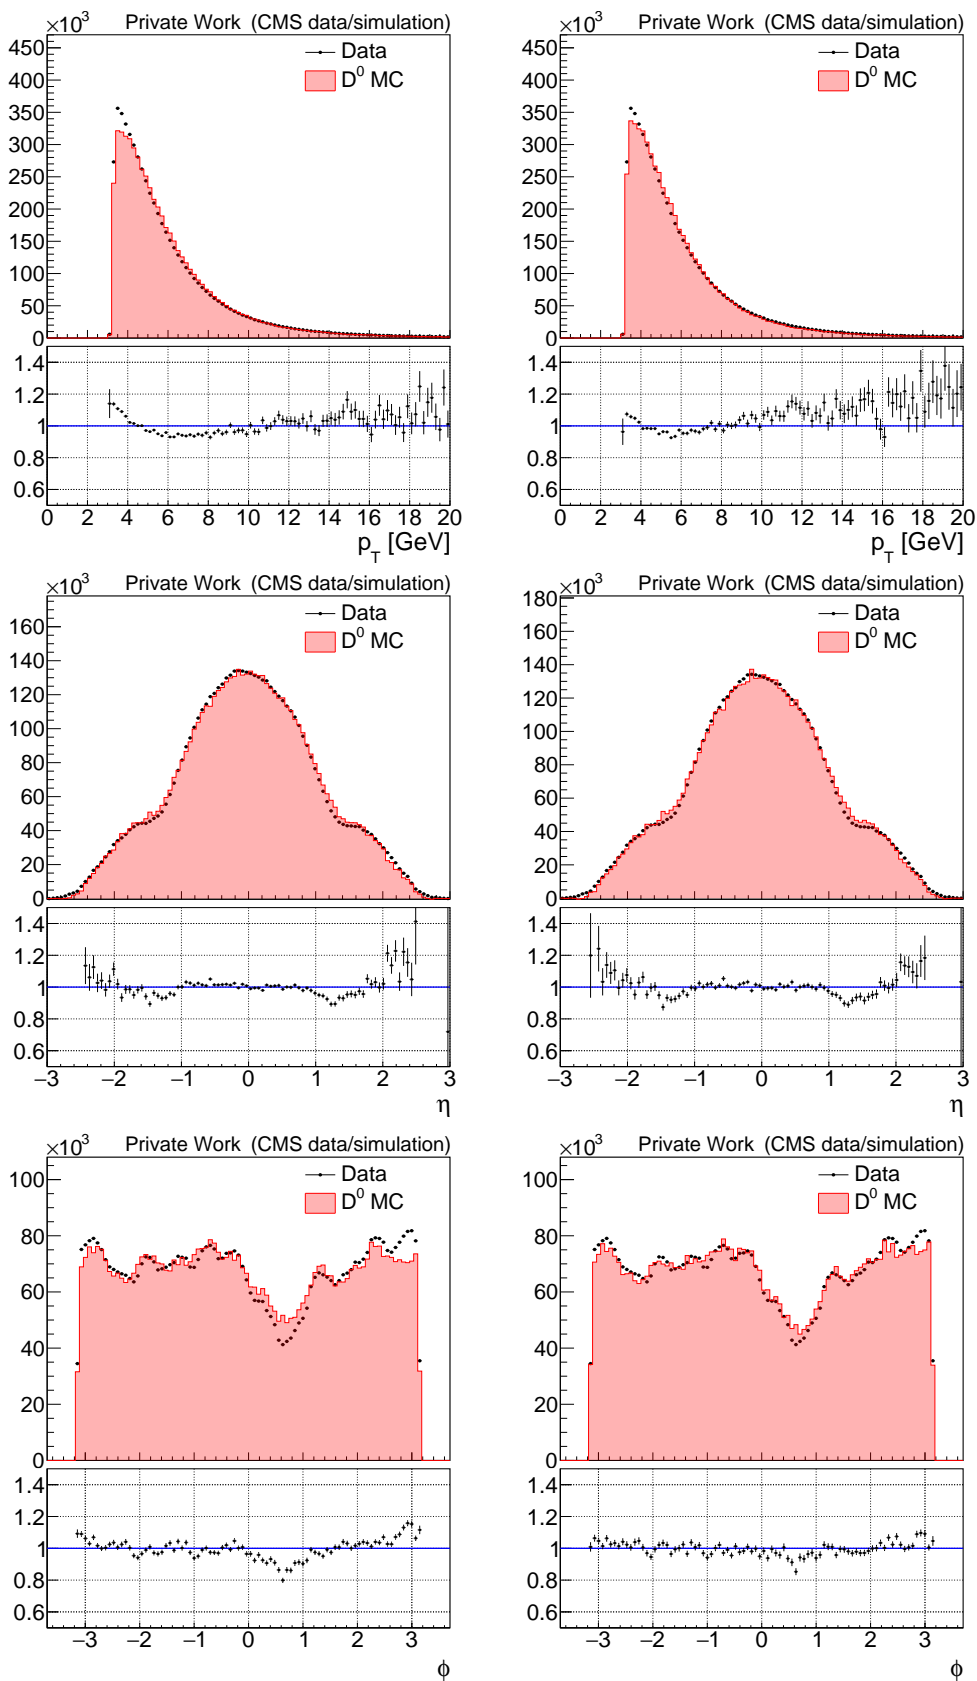 ×10³ Private Work (CMS data/simulation) ×10³ Private Work (CMS data/simulation)
450 450
400 Data 400 Data
D⁰ MC D⁰ MC
350 350
300 300
250 250
200 200
150 150
100 100
50 50
0 0
1.4 1.4
1.2 1.2
1 1
0.8 0.8
0.6 0.6
0 2 4 6 8 10 12 14 16 18 20 0 2 4 6 8 10 12 14 16 18 20
p_T [GeV] p_T [GeV]
×10³ Private Work (CMS data/simulation) ×10³ Private Work (CMS data/simulation)
180
160 Data 160 Data
D⁰ MC D⁰ MC
140 140
120 120
100 100
80 80
60 60
40 40
20 20
0 0
1.4 1.4
1.2 1.2
1 1
0.8 0.8
0.6 0.6
−3 −2 −1 0 1 2 3 −3 −2 −1 0 1 2 3
η η
×10³ Private Work (CMS data/simulation) ×10³ Private Work (CMS data/simulation)
100 Data 100 Data
D⁰ MC D⁰ MC
80 80
60 60
40 40
20 20
0 0
1.4 1.4
1.2 1.2
1 1
0.8 0.8
0.6 0.6
−3 −2 −1 0 1 2 3 −3 −2 −1 0 1 2 3
ϕ ϕ